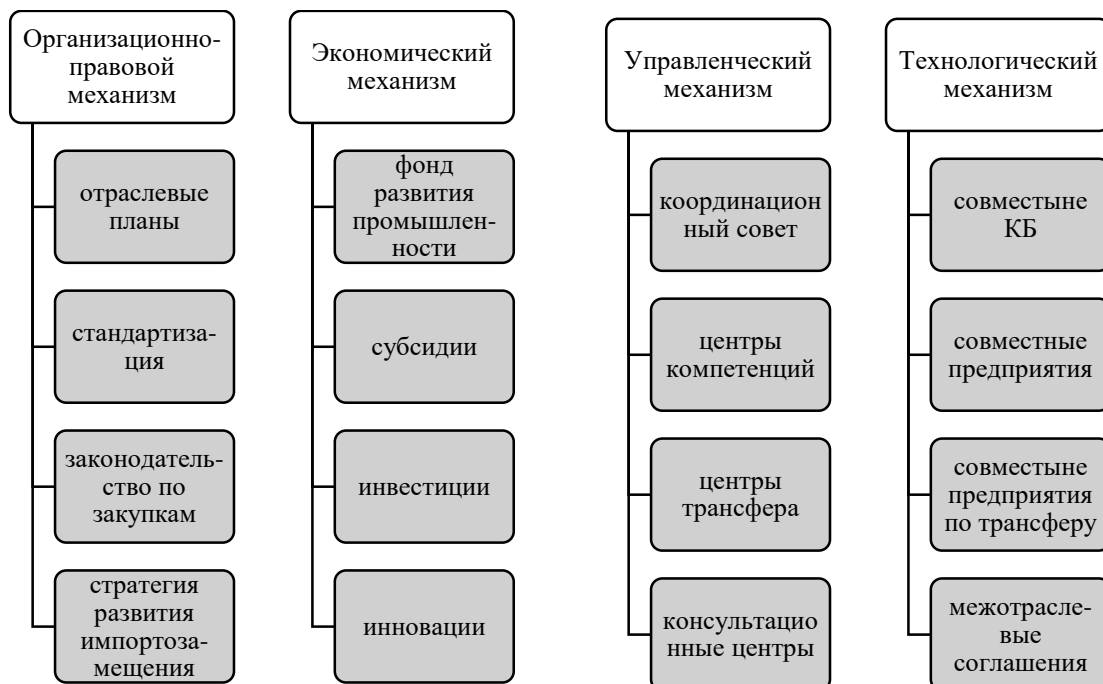 Организационно-
правовой
механизм
отраслевые
планы
стандартиза-
ция
законодатель-
ство по
закупкам
стратегия
развития
импортоза-
мещения
Экономический
механизм
фонд
развития
промышлен-
ности
субсидии
инвестиции
инновации
Управленческий
механизм
координацион
ный совет
центры
компетенций
центры
трансфера
консультацио
нные центры
Технологический
механизм
совместыне
КБ
совместные
предприятия
совместыне
предприятия
по трансферу
межотрасле-
вые
соглашения